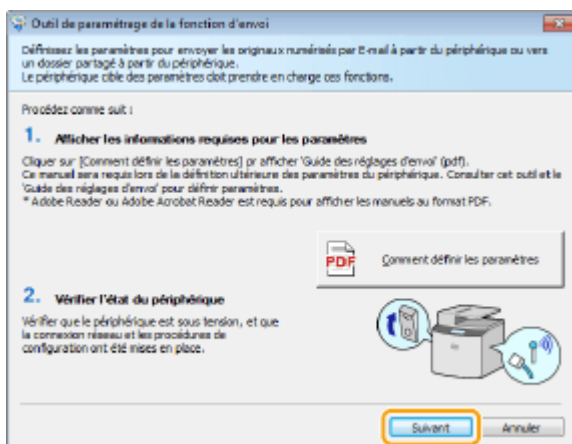 Outil de paramétrage de la fonction d'envoi
Définissez les paramètres pour envoyer les originaux numérisés par E-mail à partir du périphérique ou vers
un dossier partagé à partir du périphérique.
Le périphérique cible des paramètres doit prendre en charge ces fonctions.
Procédez comme suit :
1. Afficher les informations requises pour les paramètres
Cliquer sur [Comment définir les paramètres] pr afficher 'Guide des réglages d'envoi' (pdf).
Ce manuel sera requis lors de la définition ultérieure des paramètres du périphérique. Consulter cet outil et le
'Guide des réglages d'envoi' pour définir paramètres.
* Adobe Reader ou Adobe Acrobat Reader est requis pour afficher les manuels au format PDF.
PDF
Comment définir les paramètres
2. Vérifier l'état du périphérique
Vérifier que le périphérique est sous tension, et que
la connexion réseau et les procédures de
configuration ont été mises en place.
Suivant
Annuler